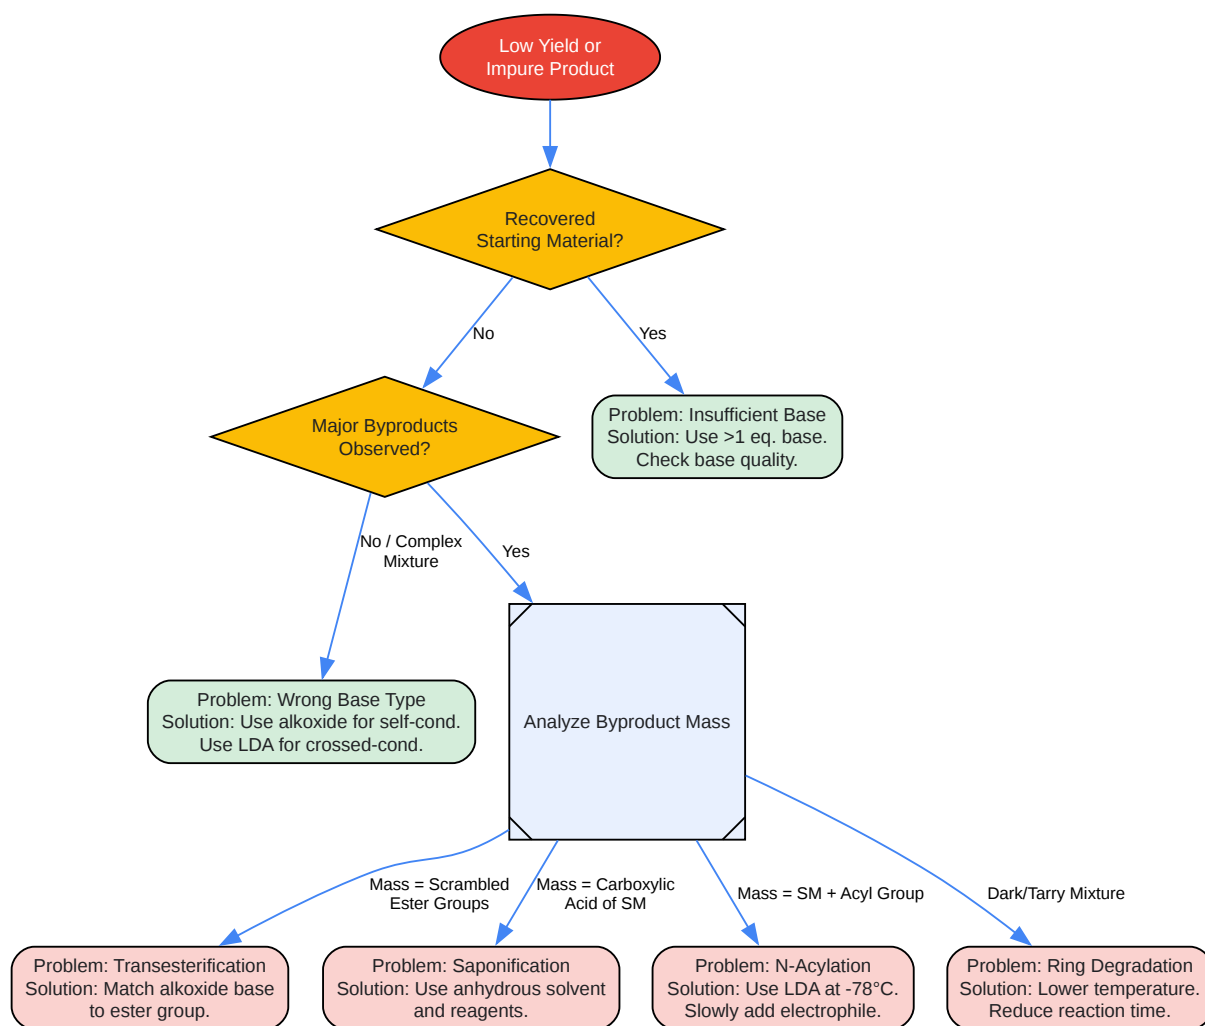 Low Yield or
Impure Product
Recovered
Starting Material?
No
Yes
Major Byproducts
Observed?
Problem: Insufficient Base
Solution: Use >1 eq. base.
Check base quality.
No / Complex
Mixture
Yes
Problem: Wrong Base Type
Solution: Use alkoxide for self-cond.
Use LDA for crossed-cond.
Analyze Byproduct Mass
Mass = Scrambled
Ester Groups
Mass = Carboxylic
Acid of SM
Mass = SM + Acyl Group
Dark/Tarry Mixture
Problem: Transesterification
Solution: Match alkoxide base
to ester group.
Problem: Saponification
Solution: Use anhydrous solvent
and reagents.
Problem: N-Acylation
Solution: Use LDA at -78°C.
Slowly add electrophile.
Problem: Ring Degradation
Solution: Lower temperature.
Reduce reaction time.